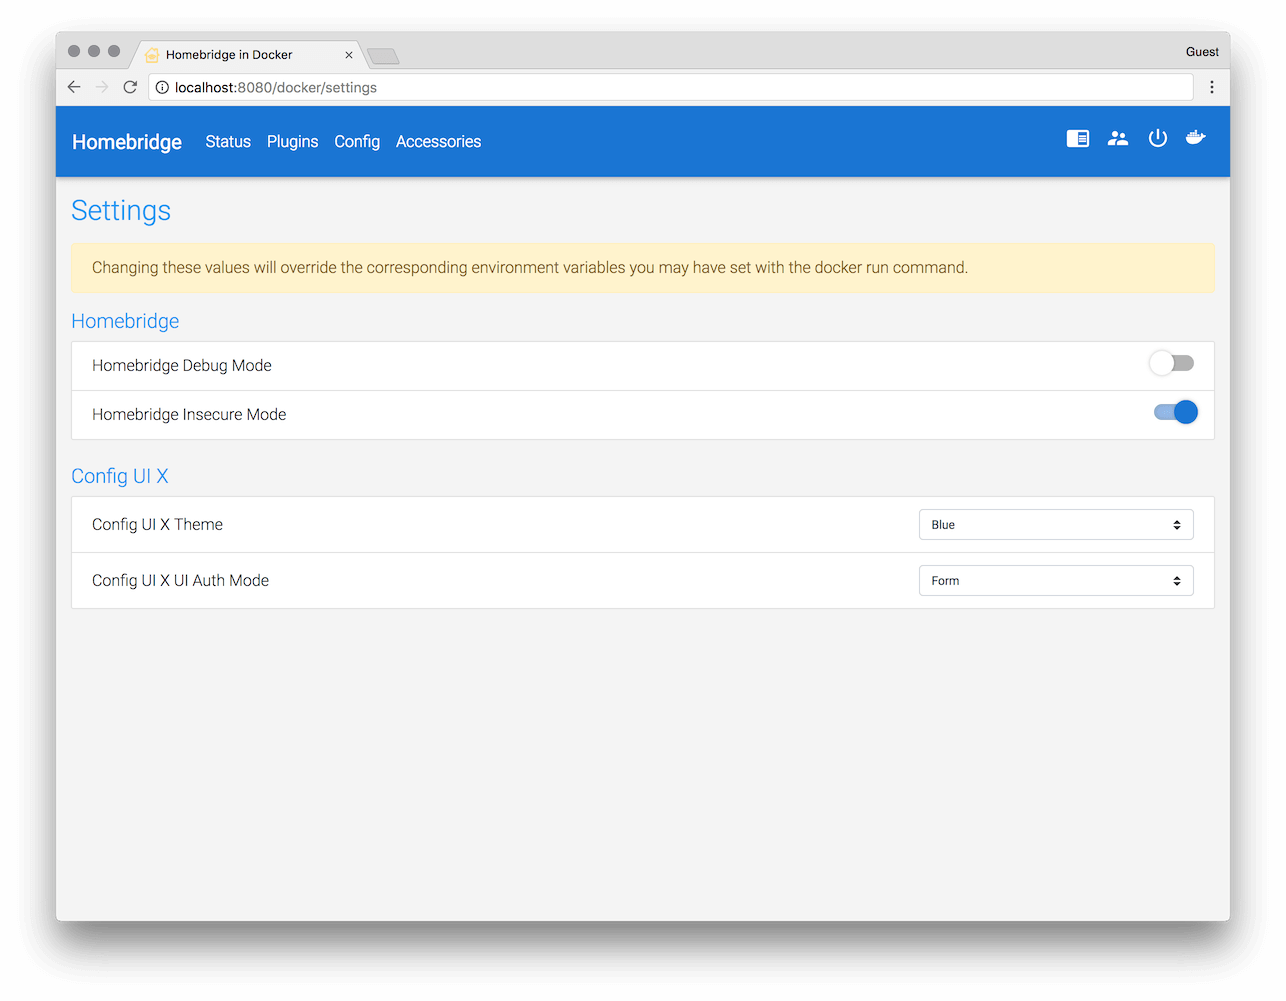 Homebridge in Docker
Guest
localhost:8080/docker/settings
Homebridge Status Plugins Config Accessories
Settings
Changing these values will override the corresponding environment variables you may have set with the docker run command.
Homebridge
Homebridge Debug Mode
Homebridge Insecure Mode
Config UI X
Config UI X Theme Blue
Config UI X UI Auth Mode Form